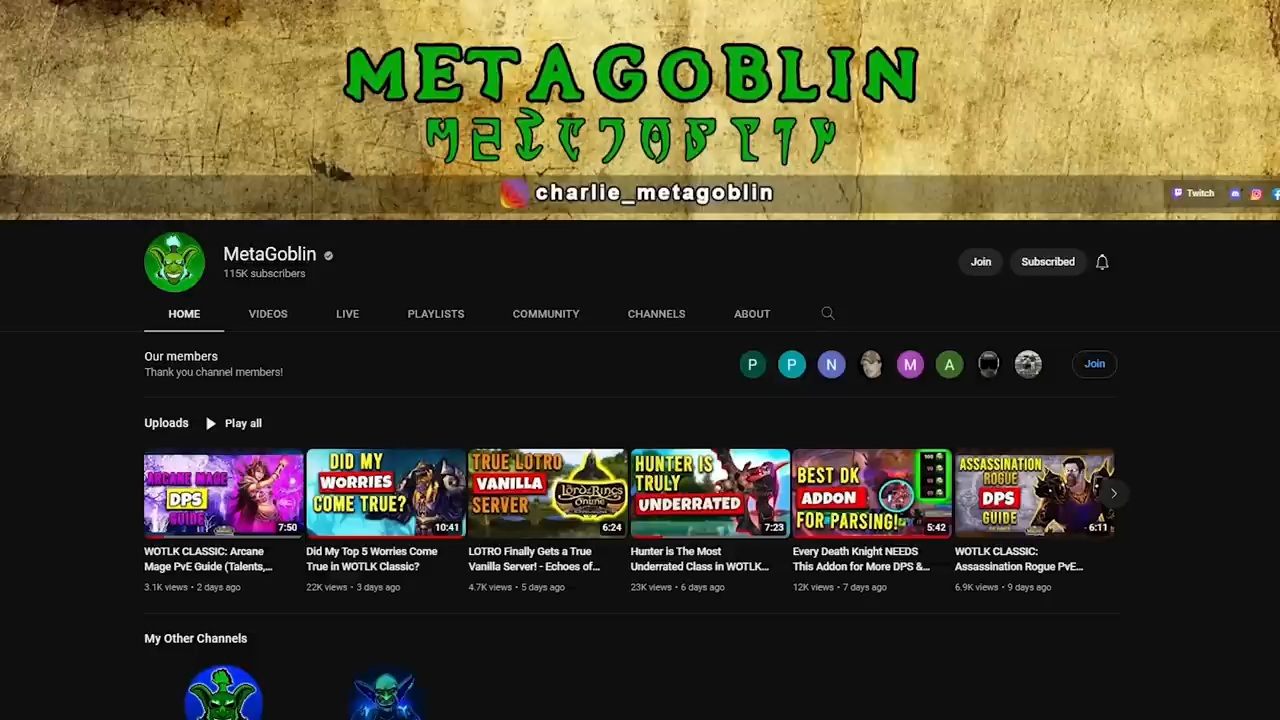 METAGOBLIN
charlie_metagoblin
Twitch
MetaGoblin
115K subscribers
Join
Subscribed
HOME
VIDEOS
LIVE
PLAYLISTS
COMMUNITY
CHANNELS
ABOUT
Our members
Thank you channel members!
P
P
N
M
A
Join
Uploads
Play all
ARCANE MAGE
DPS
GUIDE
7:50
DID MY
WORRIES
COME TRUE?
10:41
TRUE LOTRO
VANILLA
SERVER
6:24
HUNTER IS
TRULY
UNDERRATED
7:23
BEST DK
ADDON
FOR PARSING!
5:42
ASSASSINATION
ROGUE
DPS
GUIDE
6:11
WOTLK CLASSIC: Arcane
Mage PvE Guide (Talents,...
3.1K views • 2 days ago
Did My Top 5 Worries Come
True in WOTLK Classic?
22K views • 3 days ago
LOTRO Finally Gets a True
Vanilla Server! - Echoes of...
4.7K views • 5 days ago
Hunter is The Most
Underrated Class in WOTLK...
23K views • 6 days ago
Every Death Knight NEEDS
This Addon for More DPS &...
12K views • 7 days ago
WOTLK CLASSIC:
Assassination Rogue PvE...
6.9K views • 9 days ago
My Other Channels